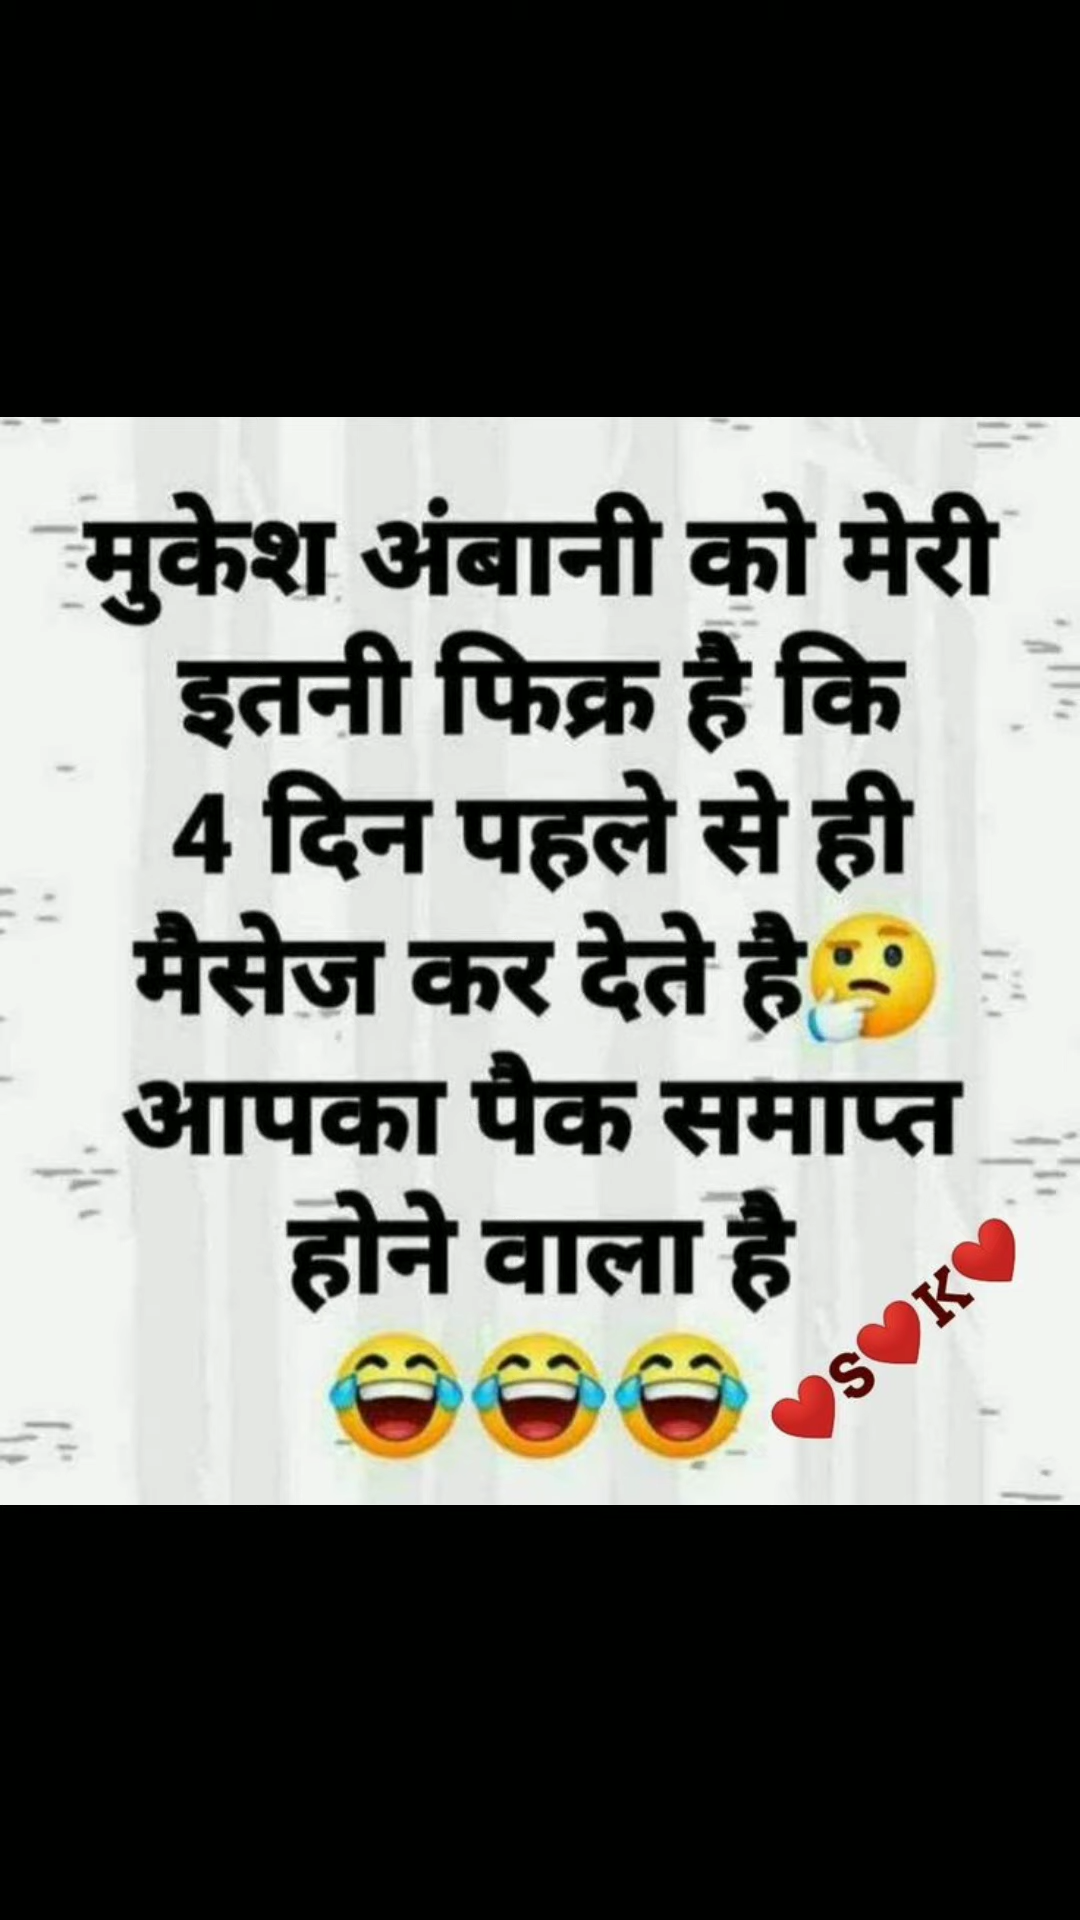 मुकेश अंबानी को मेरी
इतनी फिक्र है कि
4 दिन पहले से ही
मैसेज कर देते है🤔
आपका पैक समाप्त
होने वाला है
😂😂😂
❤️S❤️K❤️